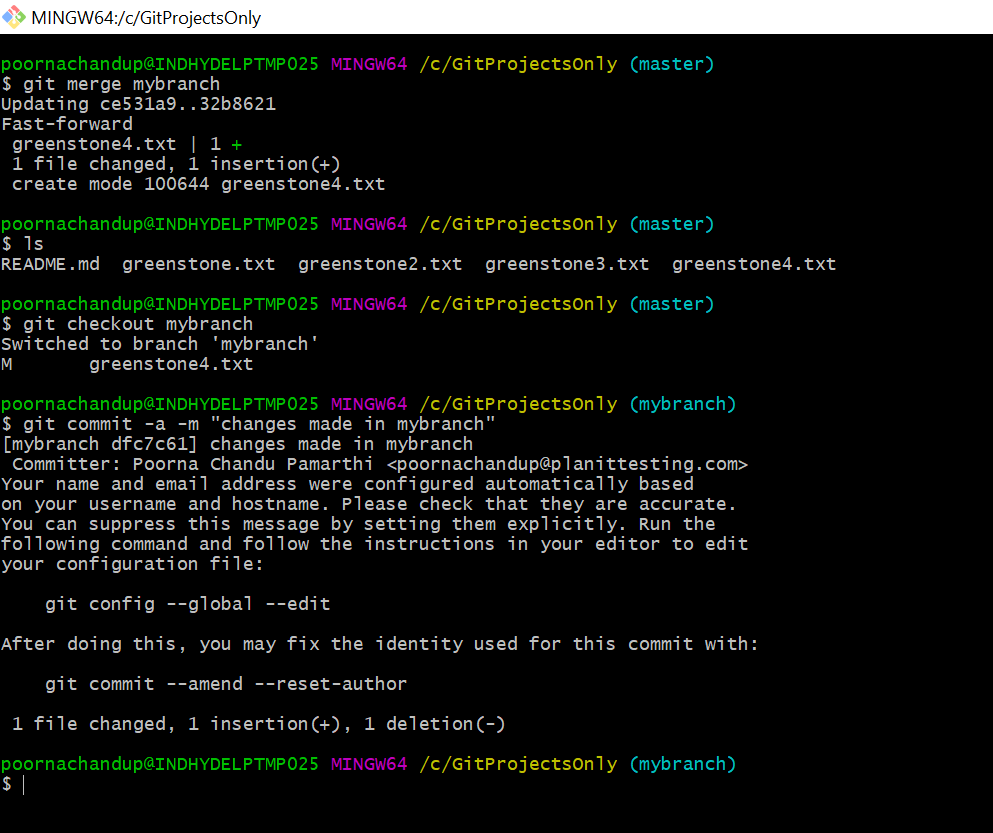 MINGW64:/c/GitProjectsOnly
poornachandup@INDHYDELPTMP025 MINGW64 /c/GitProjectsOnly (master)
$ git merge mybranch
Updating ce531a9..32b8621
Fast-forward
 greenstone4.txt | 1 +
 1 file changed, 1 insertion(+)
 create mode 100644 greenstone4.txt
poornachandup@INDHYDELPTMP025 MINGW64 /c/GitProjectsOnly (master)
$ ls
README.md  greenstone.txt  greenstone2.txt  greenstone3.txt  greenstone4.txt
poornachandup@INDHYDELPTMP025 MINGW64 /c/GitProjectsOnly (master)
$ git checkout mybranch
Switched to branch 'mybranch'
M       greenstone4.txt
poornachandup@INDHYDELPTMP025 MINGW64 /c/GitProjectsOnly (mybranch)
$ git commit -a -m "changes made in mybranch"
[mybranch dfc7c61] changes made in mybranch
 Committer: Poorna Chandu Pamarthi <poornachandup@planittesting.com>
Your name and email address were configured automatically based
on your username and hostname. Please check that they are accurate.
You can suppress this message by setting them explicitly. Run the
following command and follow the instructions in your editor to edit
your configuration file:
    git config --global --edit
After doing this, you may fix the identity used for this commit with:
    git commit --amend --reset-author
 1 file changed, 1 insertion(+), 1 deletion(-)
poornachandup@INDHYDELPTMP025 MINGW64 /c/GitProjectsOnly (mybranch)
$